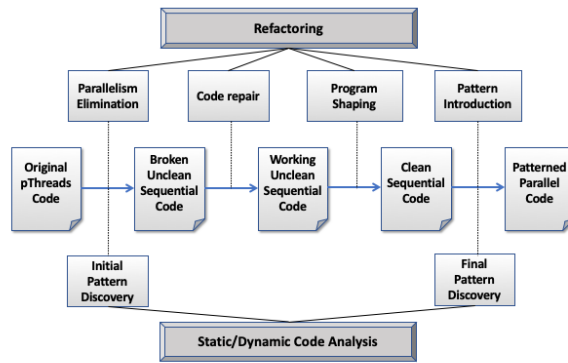 Refactoring
Parallelism
Elimination
Code repair
Program
Shaping
Pattern
Introduction
Original
pThreads
Code
Broken
Unclean
Sequential
Code
Working
Unclean
Sequential
Code
Clean
Sequential
Code
Patterned
Parallel
Code
Initial
Pattern
Discovery
Final
Pattern
Discovery
Static/Dynamic Code Analysis